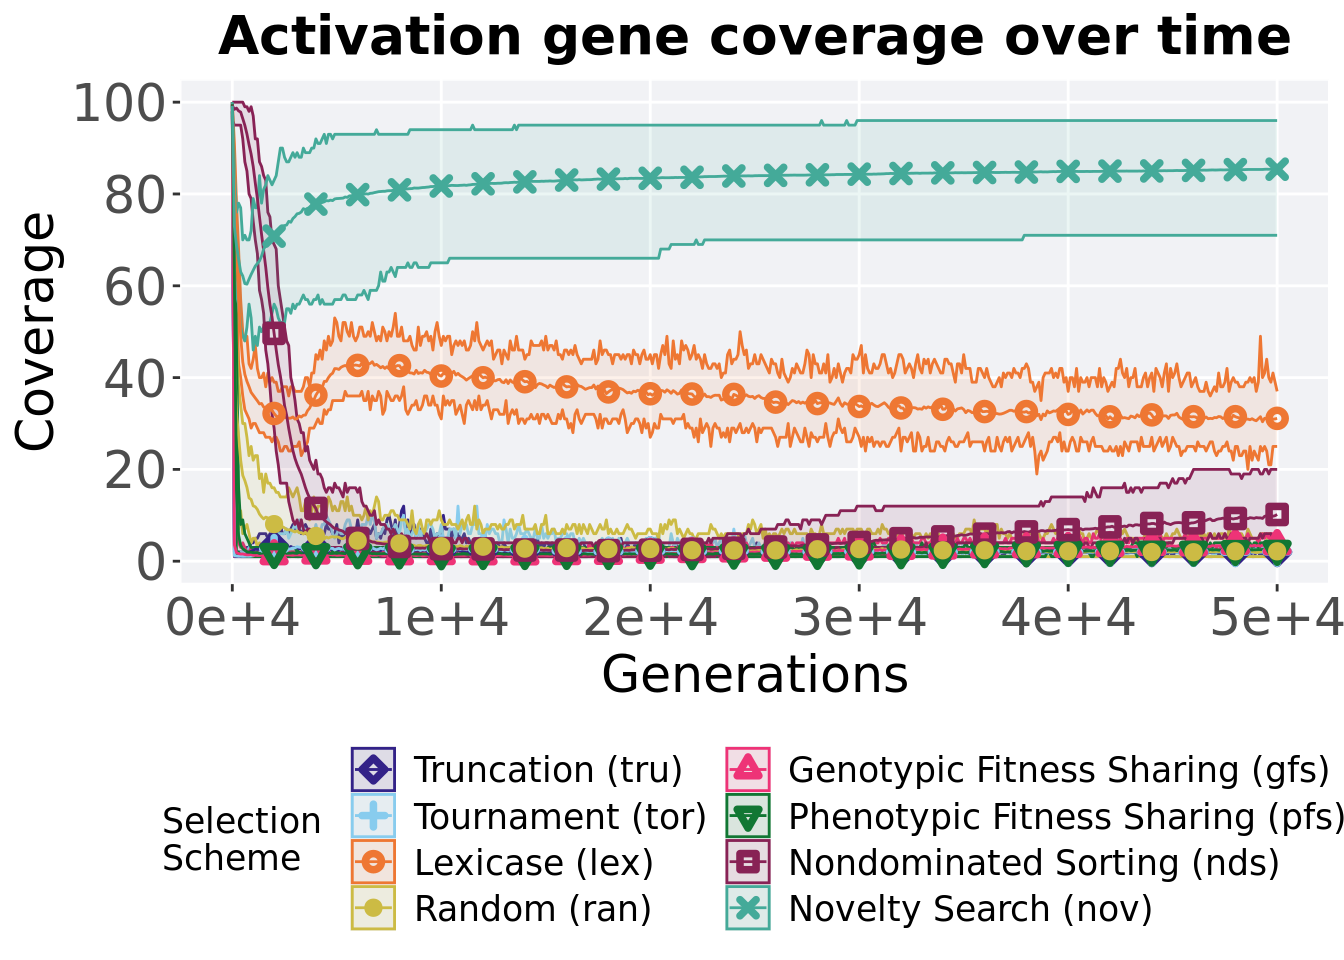 Activation gene coverage over time
Coverage
100
80
60
40
20
0
0e+4 1e+4 2e+4 3e+4 4e+4 5e+4
Generations
Selection
Scheme
Truncation (tru)
Tournament (tor)
Lexicase (lex)
Random (ran)
Genotypic Fitness Sharing (gfs)
Phenotypic Fitness Sharing (pfs)
Nondominated Sorting (nds)
Novelty Search (nov)